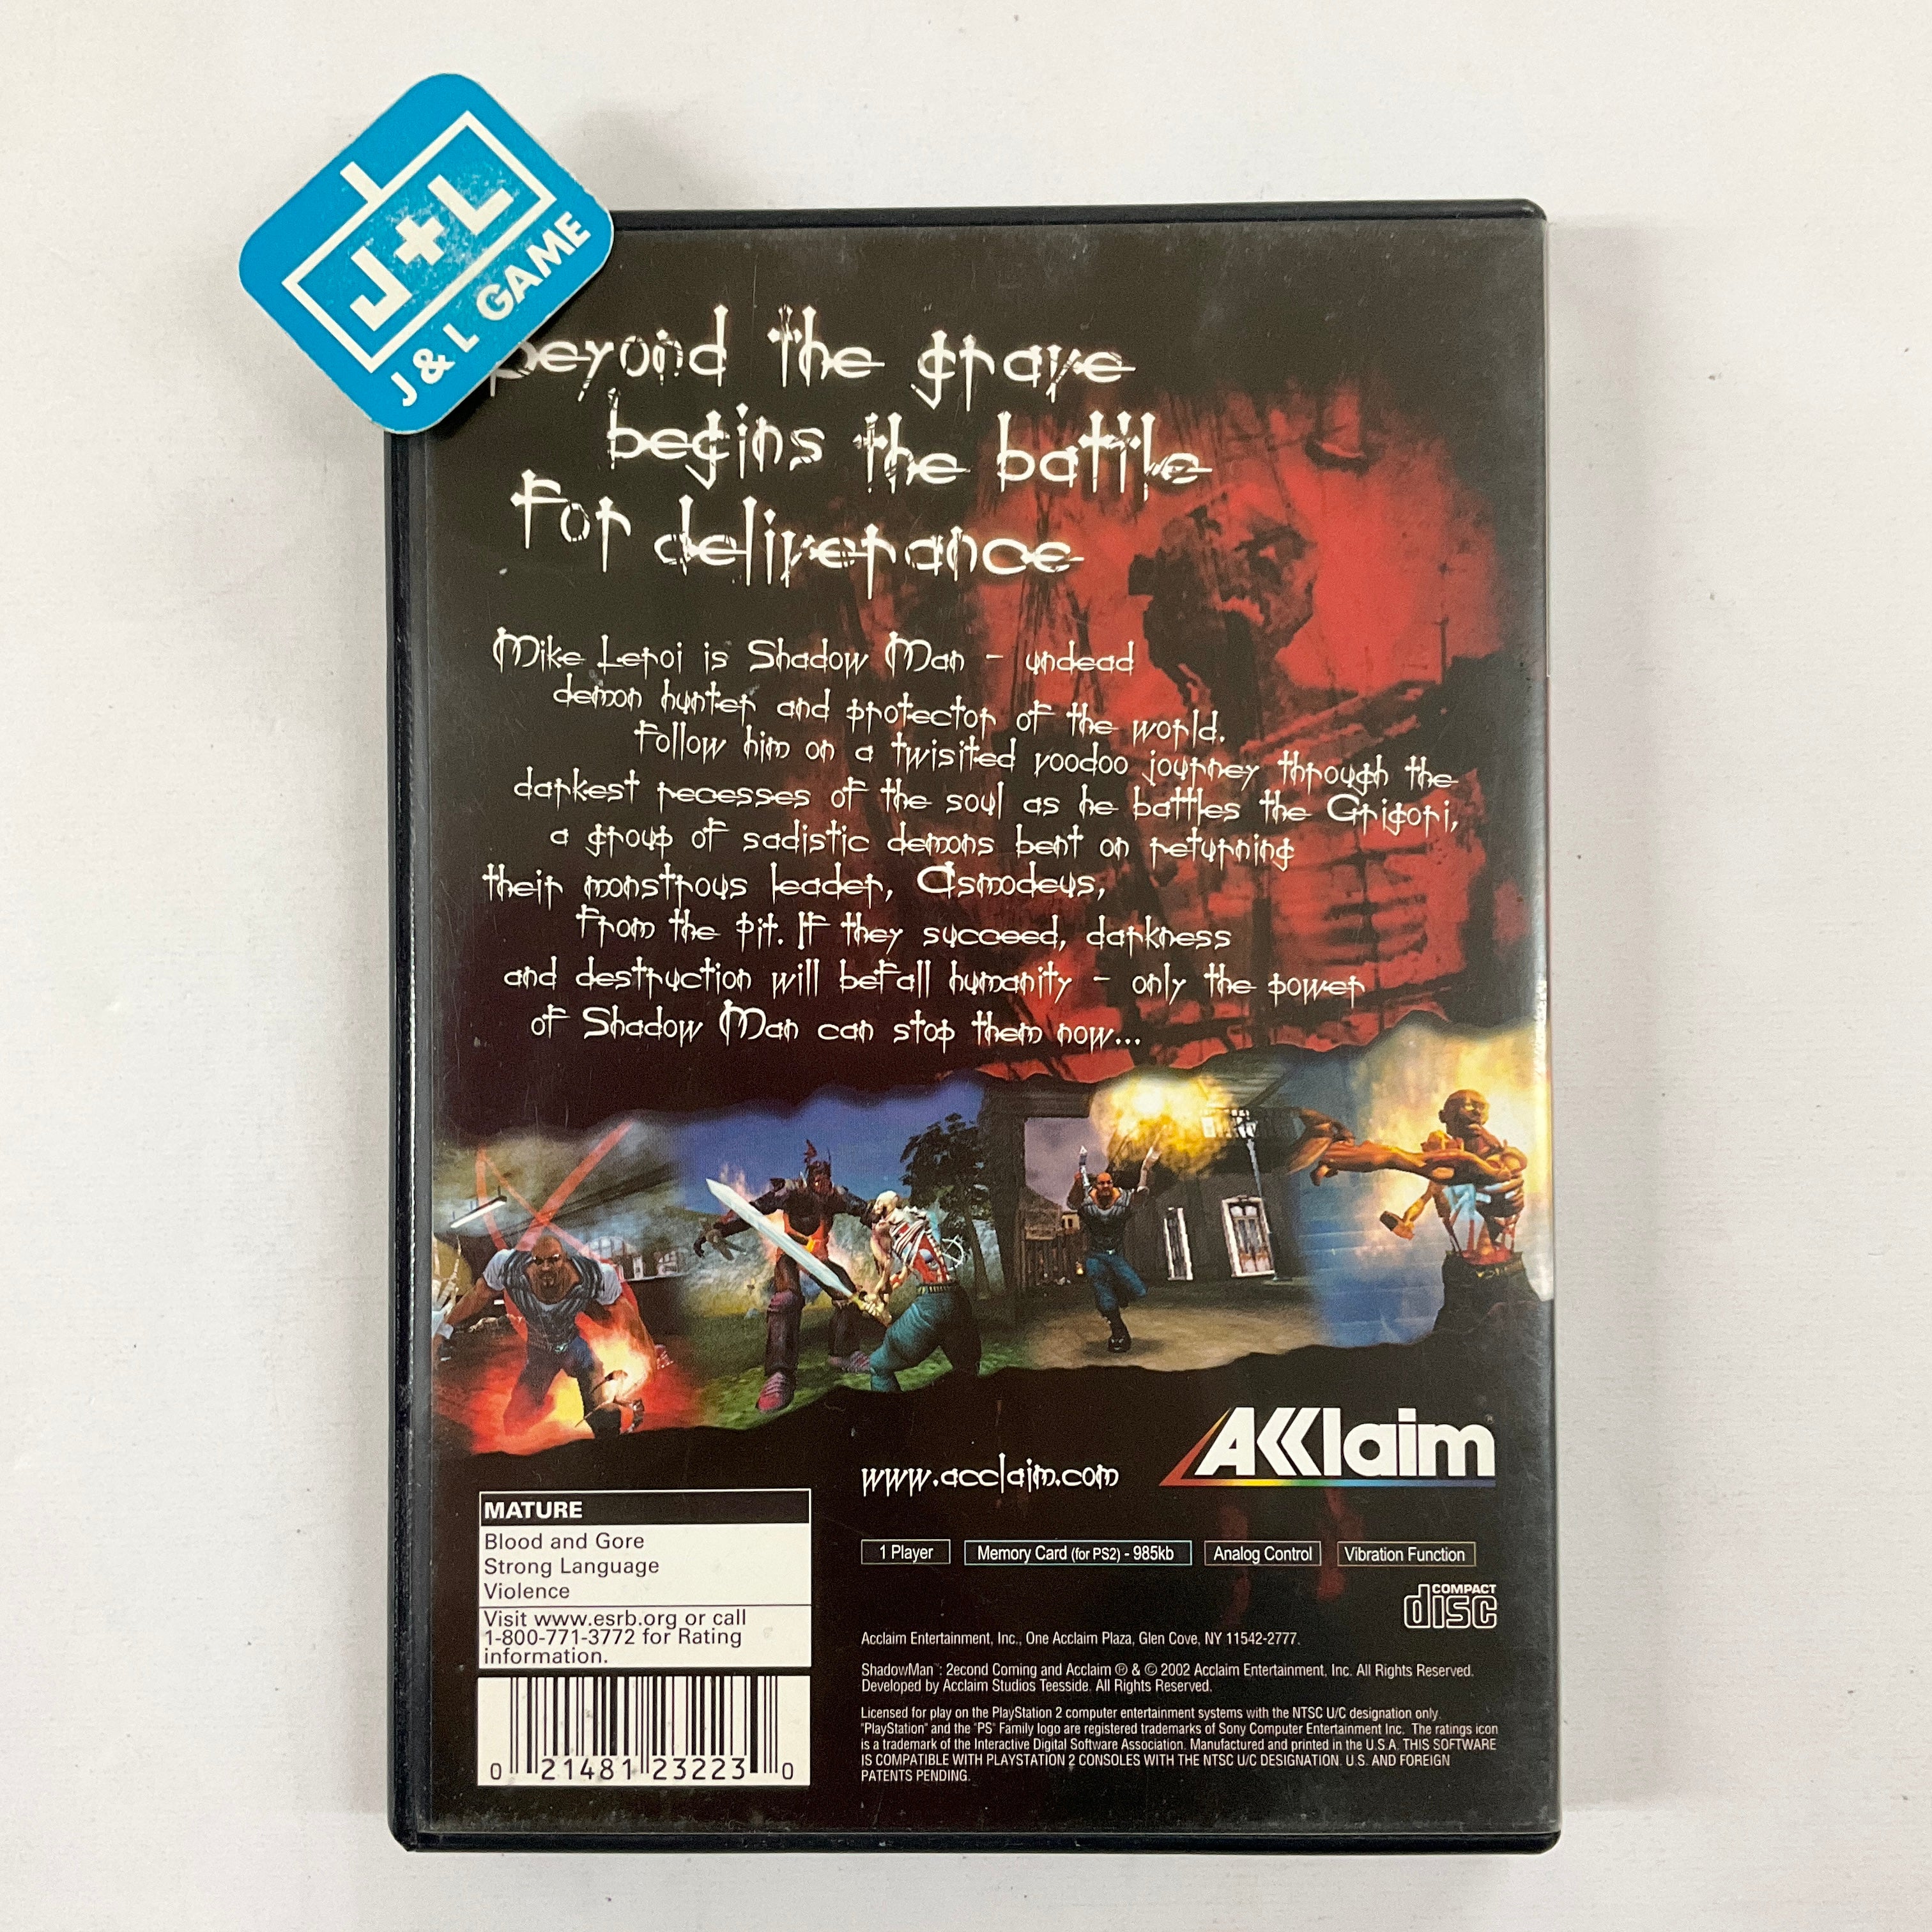 J+L
J & L GAME
beyond the grave
begins the battle
for deliverance
Mike Leroi is Shadow Man - undead
demon hunter and protector of the world.
Follow him on a twisited voodoo journey through the
darkest recesses of the soul as he battles the Grigori,
a group of sadistic demons bent on returning
their monstrous leader, Asmodeus,
from the pit. If they succeed, darkness
and destruction will befall humanity - only the power
of Shadow Man can stop them now...
www.acclaim.com
AKKlaim®
MATURE
Blood and Gore
Strong Language
Violence
Visit www.esrb.org or call
1-800-771-3772 for Rating
information.
0 21481 23223 0
1 Player
Memory Card (for PS2) - 985kb
Analog Control
Vibration Function
COMPACT
disc
Acclaim Entertainment, Inc., One Acclaim Plaza, Glen Cove, NY 11542-2777.
ShadowMan™: 2econd Coming and Acclaim ® & © 2002 Acclaim Entertainment, Inc. All Rights Reserved.
Developed by Acclaim Studios Teesside. All Rights Reserved.
Licensed for play on the PlayStation 2 computer entertainment systems with the NTSC U/C designation only.
"PlayStation" and the "PS" Family logo are registered trademarks of Sony Computer Entertainment Inc. The ratings icon
is a trademark of the Interactive Digital Software Association. Manufactured and printed in the U.S.A. THIS SOFTWARE
IS COMPATIBLE WITH PLAYSTATION 2 CONSOLES WITH THE NTSC U/C DESIGNATION. U.S. AND FOREIGN
PATENTS PENDING.